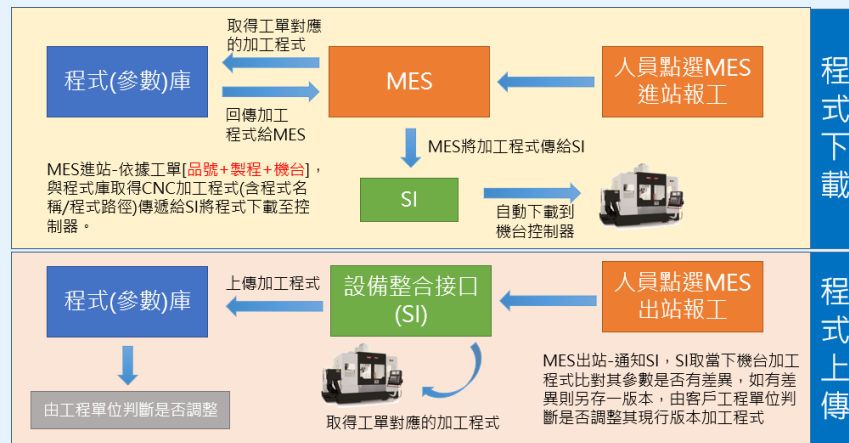 取得工單對應
的加工程式
程式(參數)庫
MES
人員點選MES
進站報工
回傳加工
程式給MES
MES將加工程式傳給SI
MES進站-依據工單[品號+製程+機台]，
與程式庫取得CNC加工程式(含程式名
稱/程式路徑)傳遞給SI將程式下載至控
制器。
SI
自動下載到
機台控制器
程式下載
程式(參數)庫
上傳加工程式
設備整合接口
(SI)
人員點選MES
出站報工
MES出站-通知SI，SI取當下機台加工
程式比對其參數是否有差異，如有差
異則另存一版本，由客戶工程單位判
斷是否調整其現行版本加工程式
由工程單位判斷是否調整
取得工單對應的加工程式
程式上傳